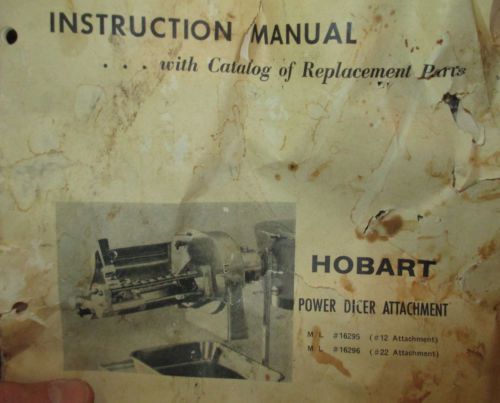 INSTRUCTION MANUAL
. . . with Catalog of Replacement Parts
HOBART
POWER DICER ATTACHMENT
M L #16295 (#12 Attachment)
M L #16296 (#22 Attachment)